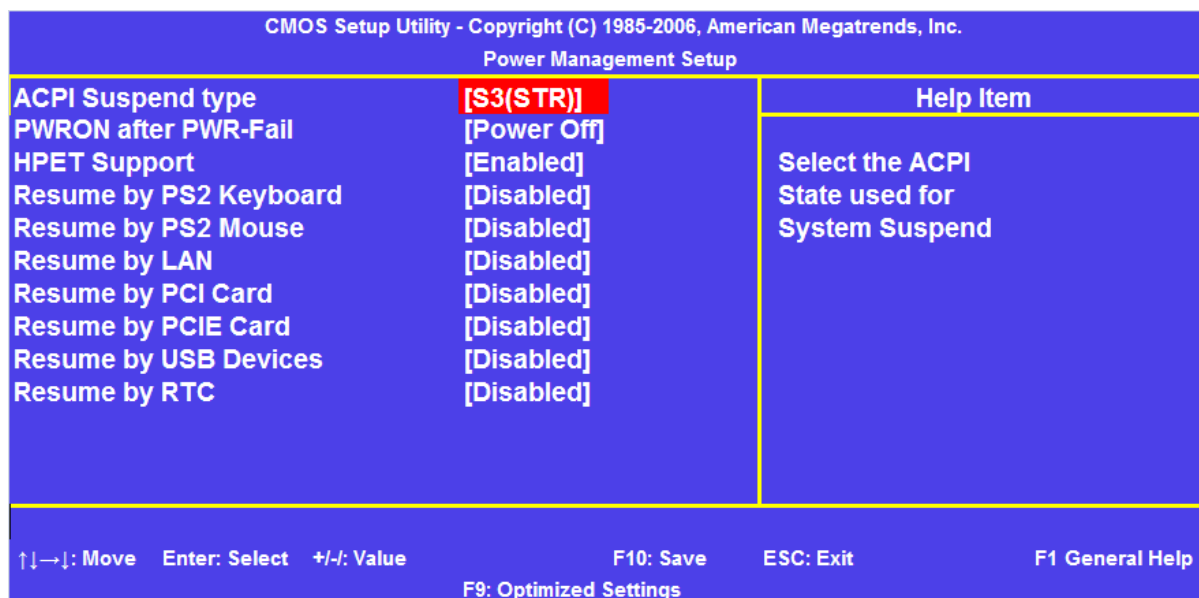 CMOS Setup Utility - Copyright (C) 1985-2006, American Megatrends, Inc.
Power Management Setup
ACPI Suspend type [S3(STR)]
PWRON after PWR-Fail [Power Off]
HPET Support [Enabled]
Resume by PS2 Keyboard [Disabled]
Resume by PS2 Mouse [Disabled]
Resume by LAN [Disabled]
Resume by PCI Card [Disabled]
Resume by PCIE Card [Disabled]
Resume by USB Devices [Disabled]
Resume by RTC [Disabled]
Help Item
Select the ACPI
State used for
System Suspend
↑↓→↓: Move Enter: Select +/-/: Value F10: Save ESC: Exit F1 General Help
F9: Optimized Settings